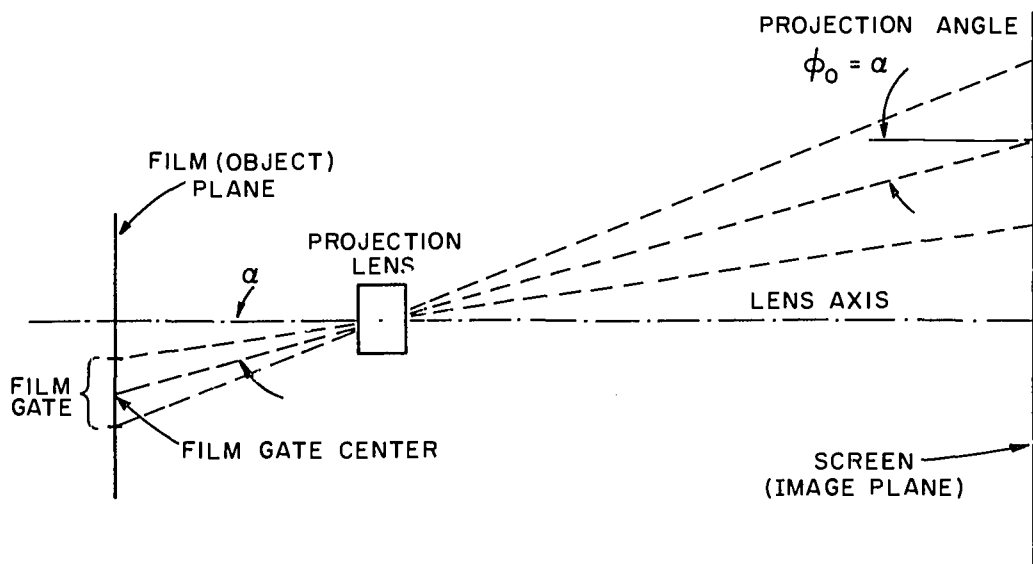 PROJECTION ANGLE
ϕ₀ = α
FILM (OBJECT)
PLANE
PROJECTION
LENS
α
LENS AXIS
FILM
GATE
FILM GATE CENTER
SCREEN
(IMAGE PLANE)